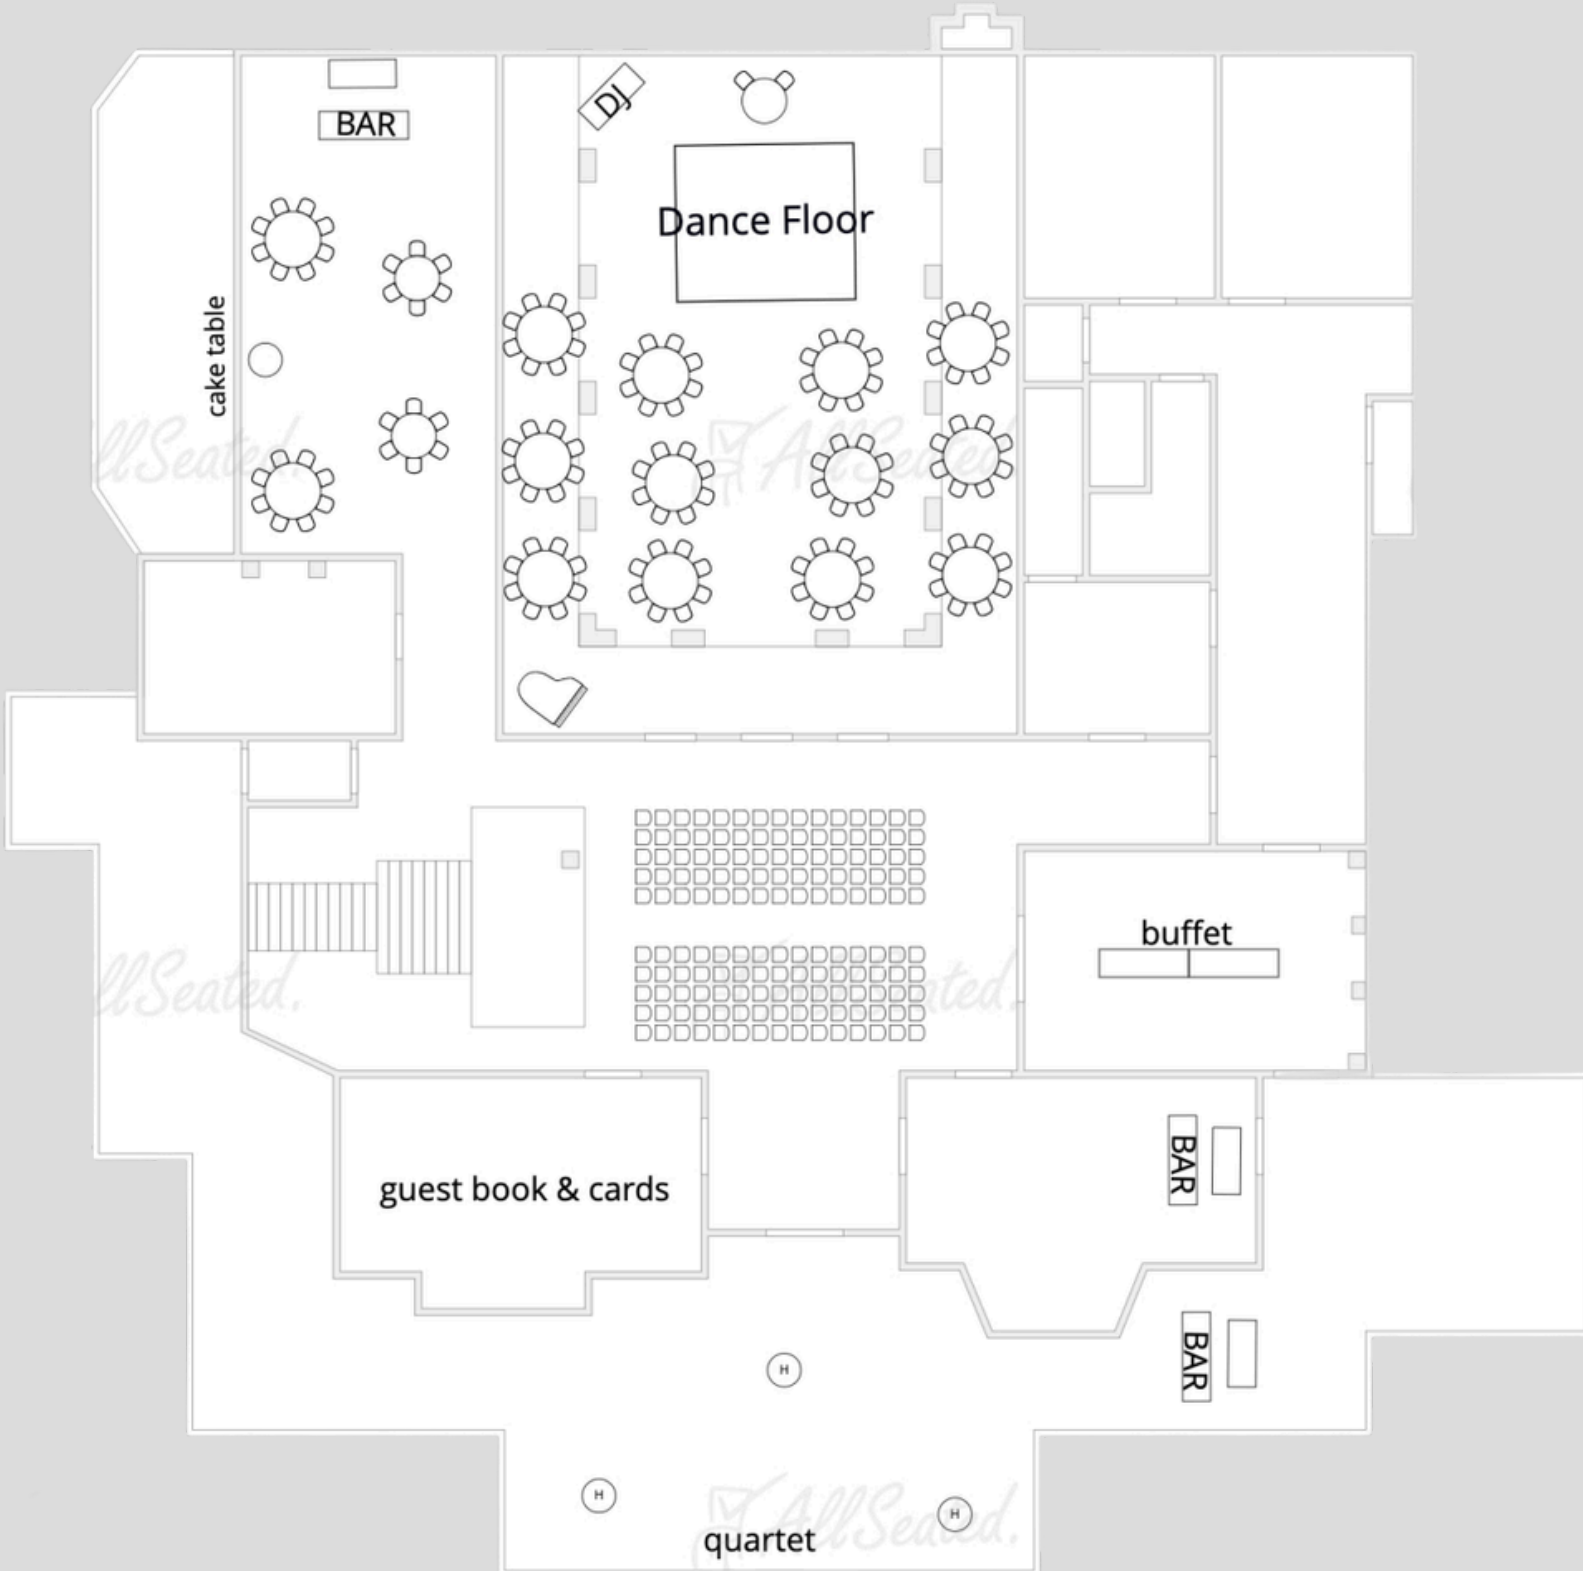 BAR
DJ
Dance Floor
cake table
AllSeated.
AllSeated.
buffet
AllSeated.
AllSeated.
BAR
guest book & cards
BAR
H
H
H
AllSeated.
quartet